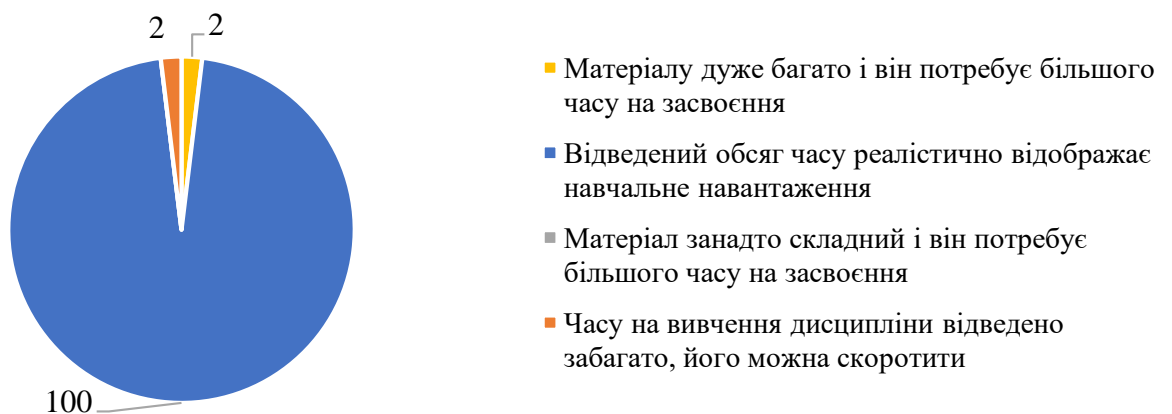 2
2
100
Матеріалу дуже багато і він потребує більшого
часу на засвоєння
Відведений обсяг часу реалістично відображає
навчальне навантаження
Матеріал занадто складний і він потребує
більшого часу на засвоєння
Часу на вивчення дисципліни відведено
забагато, його можна скоротити